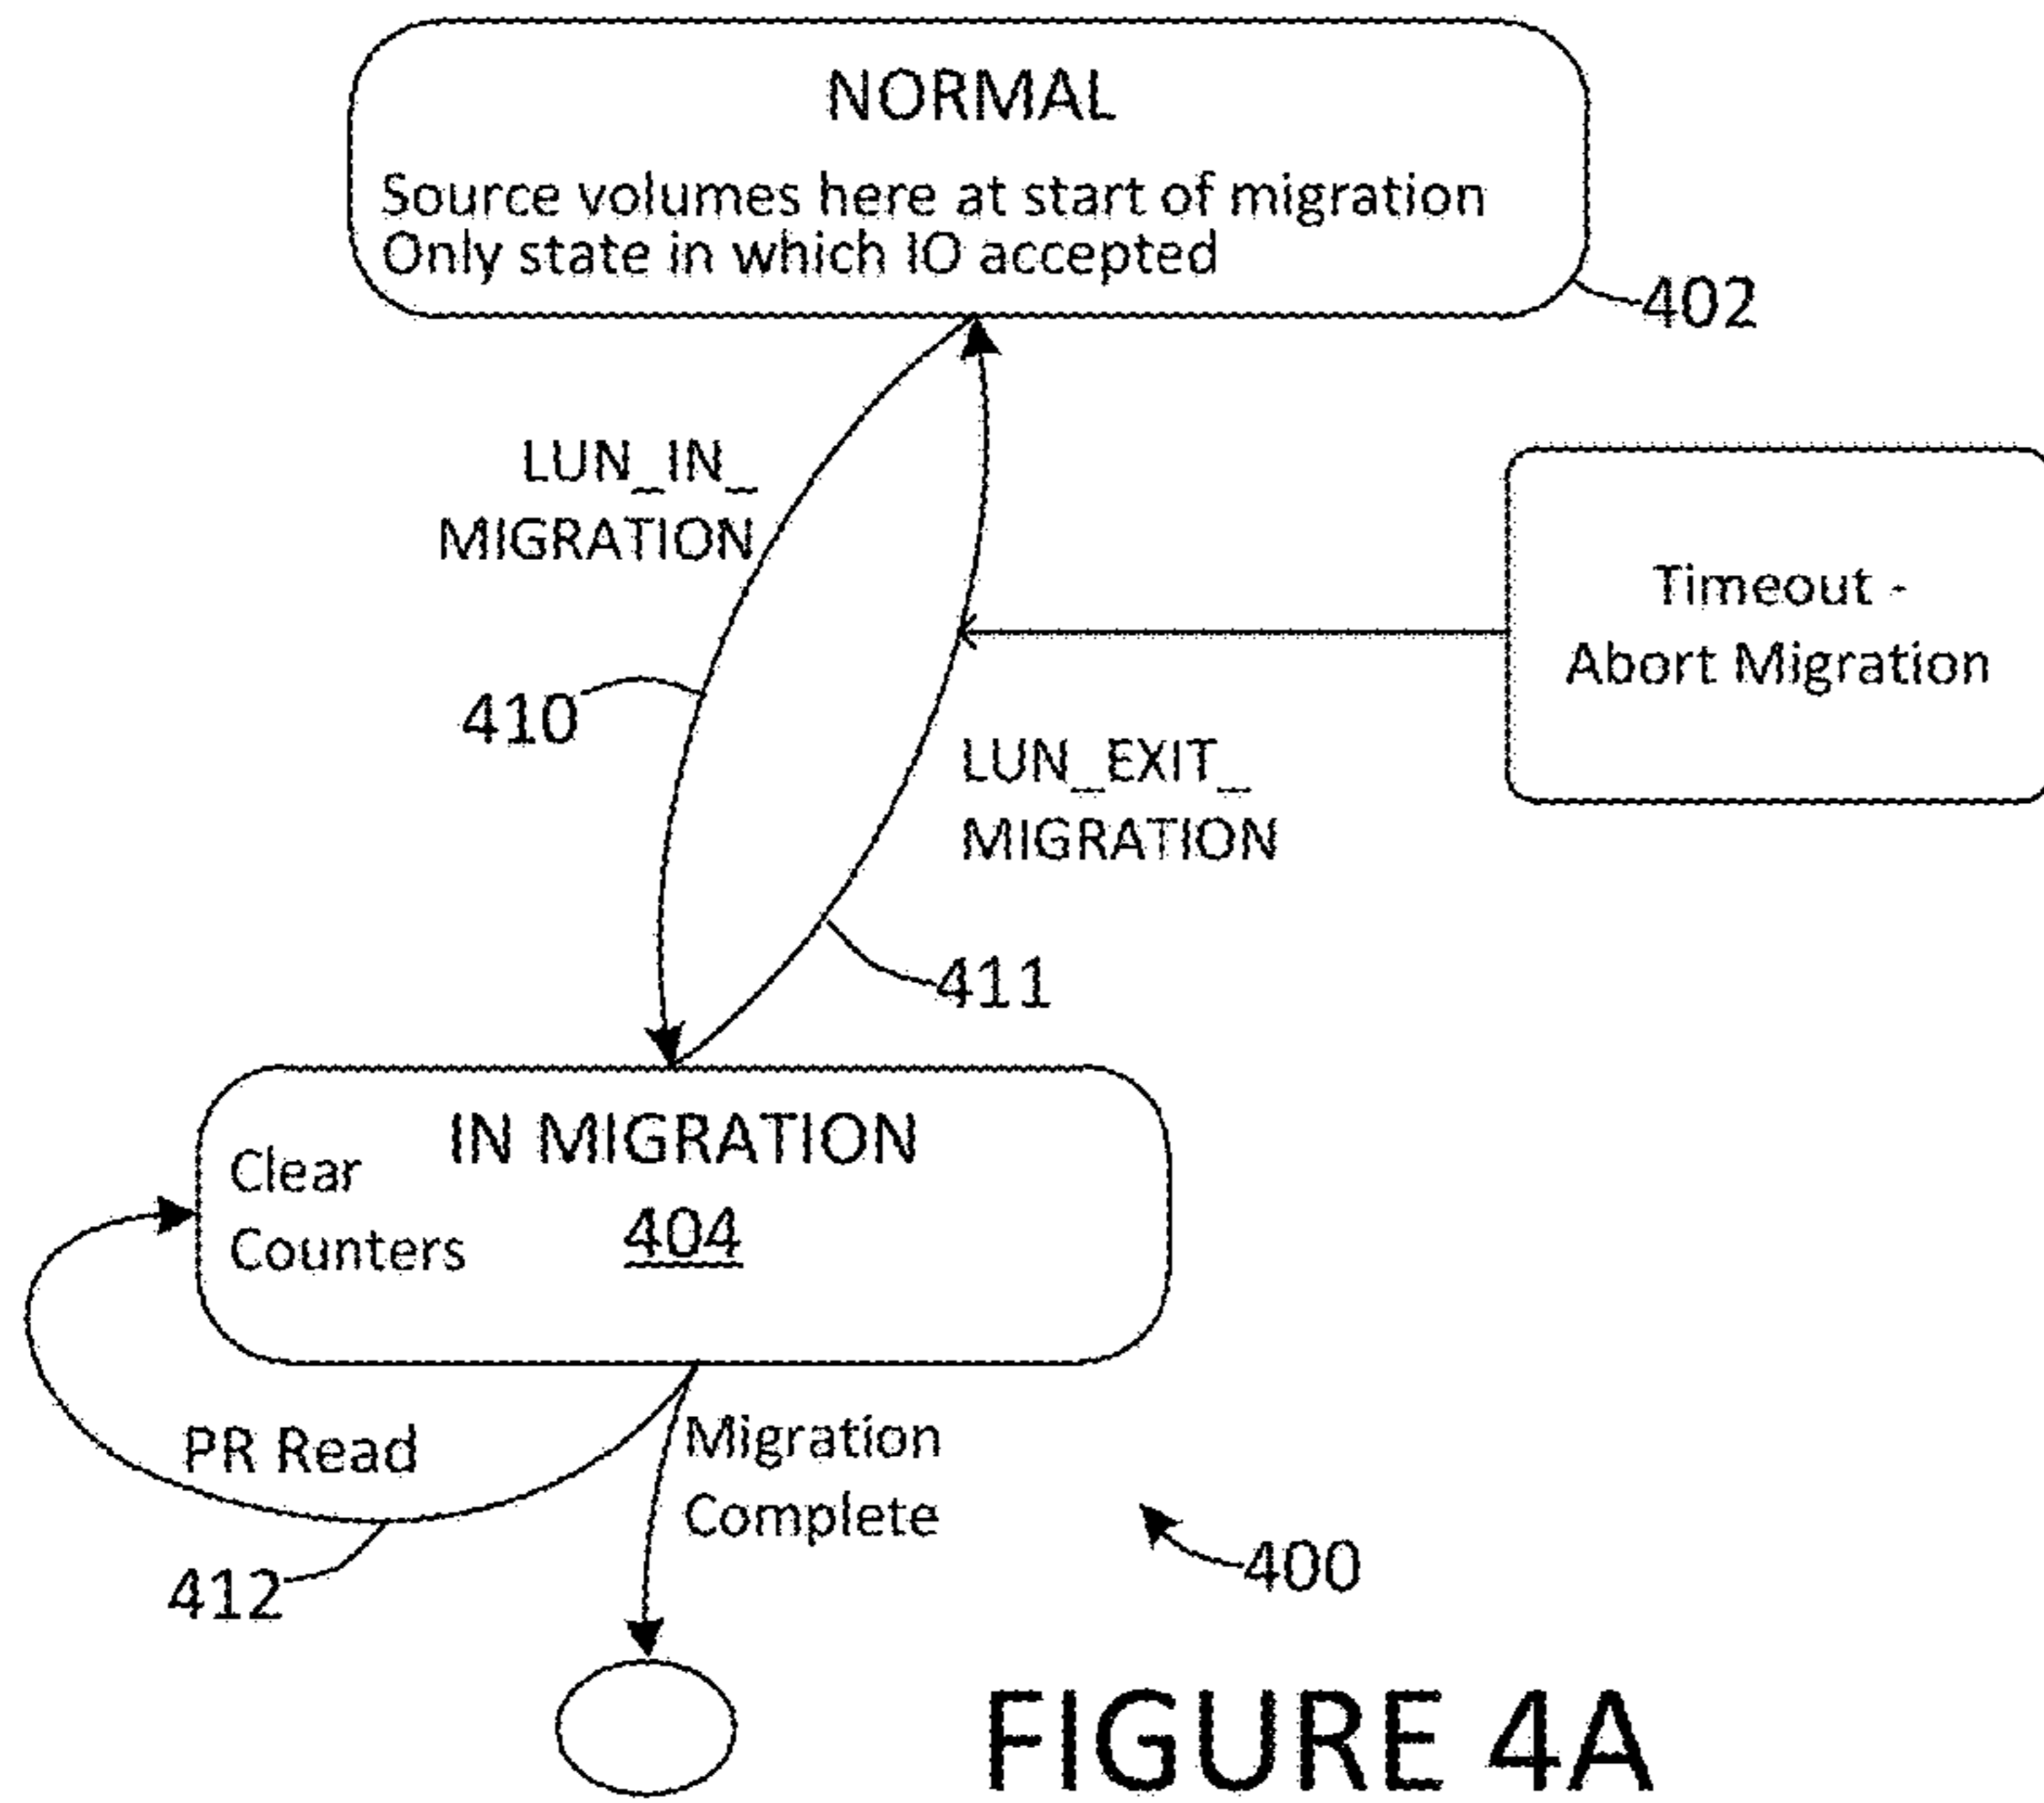 NORMAL
Source volumes here at start of migration
Only state in which IO accepted
402
LUN_IN_
MIGRATION
410
Timeout -
Abort Migration
LUN_EXIT_
MIGRATION
411
IN MIGRATION
Clear
Counters
404
PR Read
412
Migration
Complete
400
FIGURE 4A